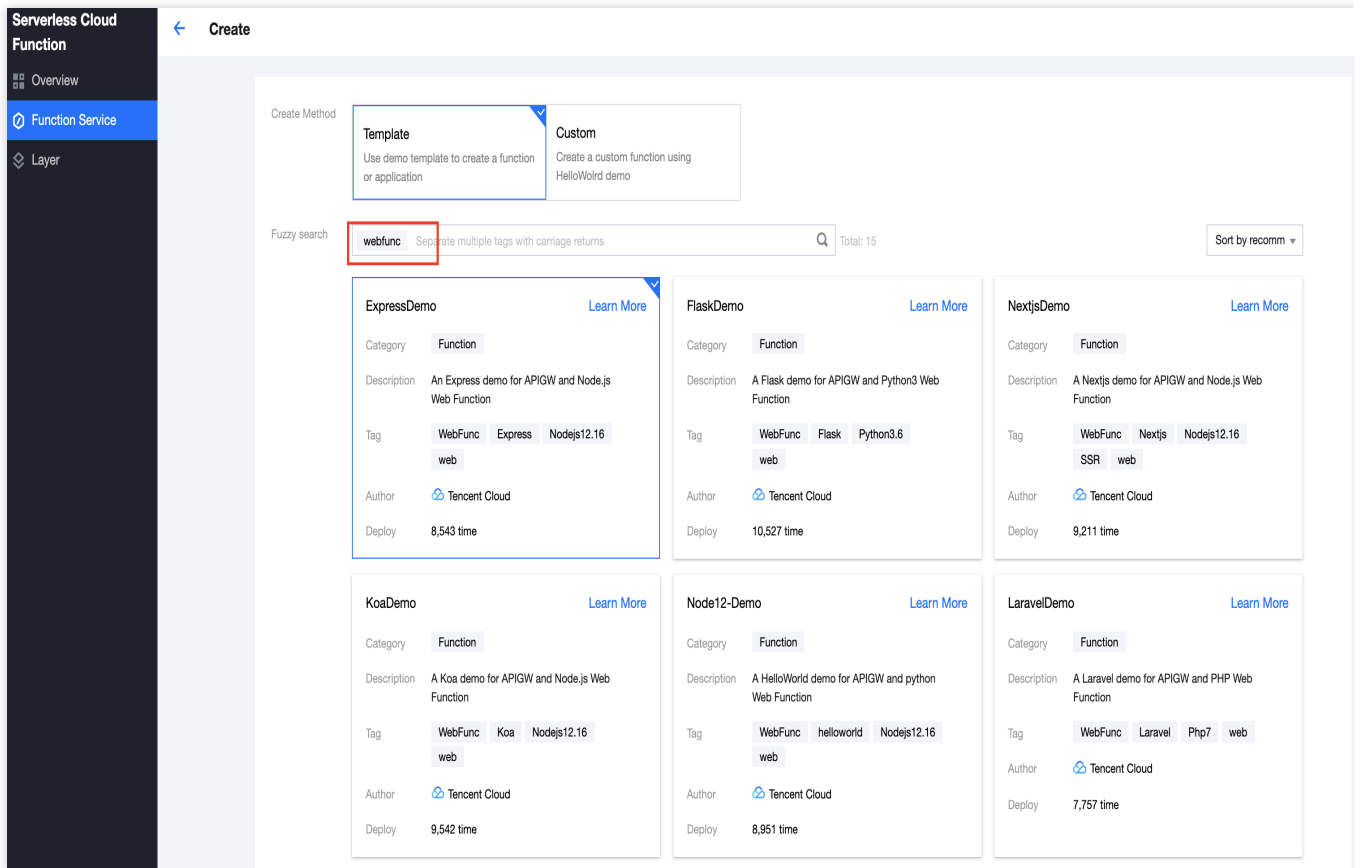 Serverless Cloud
Function
Overview
Function Service
Layer
Create
Create Method
Template
Use demo template to create a function
or application
Custom
Create a custom function using
HelloWolrd demo
Fuzzy search
webfunc
Separate multiple tags with carriage returns
Total: 15
Sort by recomm
ExpressDemo
Learn More
Category
Function
Description
An Express demo for APIGW and Node.js
Web Function
Tag
WebFunc Express Nodejs12.16
web
Author
Tencent Cloud
Deploy
8,543 time
FlaskDemo
Learn More
Category
Function
Description
A Flask demo for APIGW and Python3 Web
Function
Tag
WebFunc Flask Python3.6
web
Author
Tencent Cloud
Deploy
10,527 time
NextjsDemo
Learn More
Category
Function
Description
A Nextjs demo for APIGW and Node.js Web
Function
Tag
WebFunc Nextjs Nodejs12.16
SSR web
Author
Tencent Cloud
Deploy
9,211 time
KoaDemo
Learn More
Category
Function
Description
A Koa demo for APIGW and Node.js Web
Function
Tag
WebFunc Koa Nodejs12.16
web
Author
Tencent Cloud
Deploy
9,542 time
Node12-Demo
Learn More
Category
Function
Description
A HelloWorld demo for APIGW and python
Web Function
Tag
WebFunc helloworld Nodejs12.16
web
Author
Tencent Cloud
Deploy
8,951 time
LaravelDemo
Learn More
Category
Function
Description
A Laravel demo for APIGW and PHP Web
Function
Tag
WebFunc Laravel Php7 web
Author
Tencent Cloud
Deploy
7,757 time